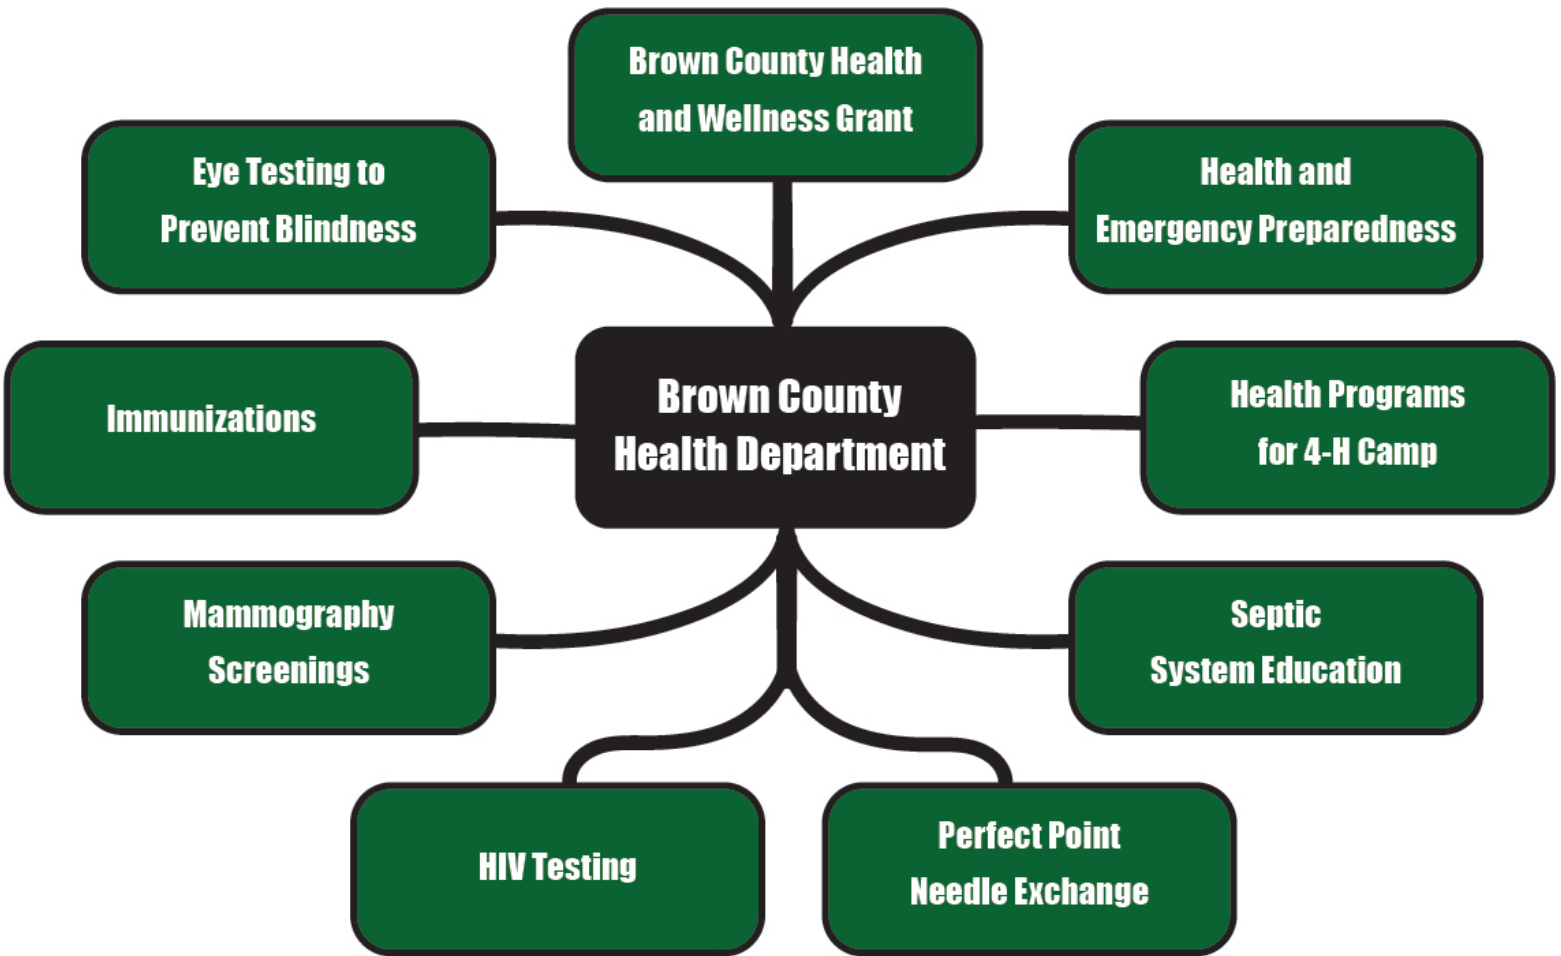 Brown County Health
and Wellness Grant
Eye Testing to
Prevent Blindness
Health and
Emergency Preparedness
Immunizations
Brown County
Health Department
Health Programs
for 4-H Camp
Mammography
Screenings
Septic
System Education
HIV Testing
Perfect Point
Needle Exchange